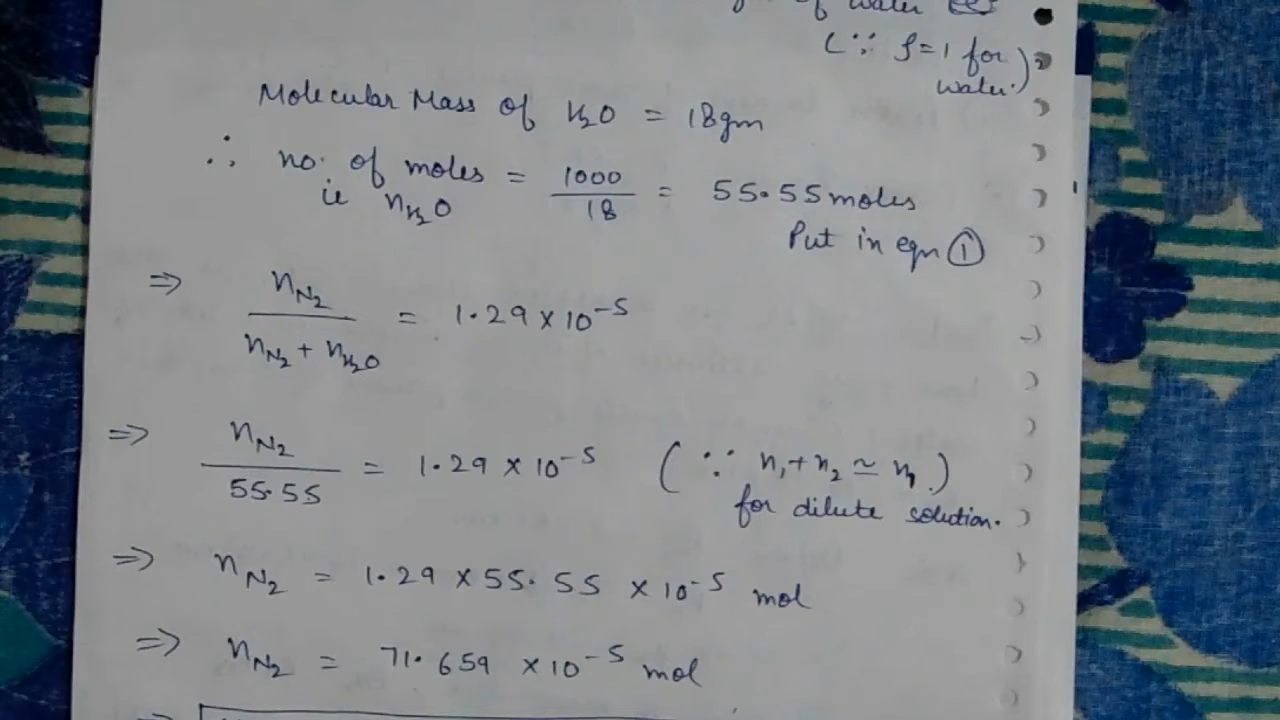 of water
(∵ ρ=1 for water.)
Molecular Mass of H₂O = 18gm
∴ no. of moles = 1000/18 = 55.55 moles
ie nH₂O
Put in eqn ①
⇒ nN₂/(nN₂ + nH₂O) = 1.29 × 10⁻⁵
⇒ nN₂/55.55 = 1.29 × 10⁻⁵ (∵ n₁+n₂ ≃ n₁)
for dilute solution.
⇒ nN₂ = 1.29 × 55.55 × 10⁻⁵ mol
⇒ nN₂ = 71.659 × 10⁻⁵ mol
⇒